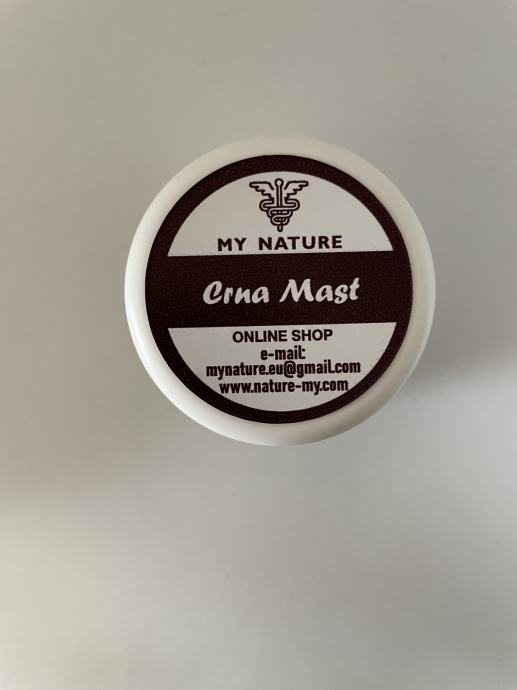 MY NATURE
Crna Mast
ONLINE SHOP
e-mail:
mynature.eu@gmail.com
www.nature-my.com